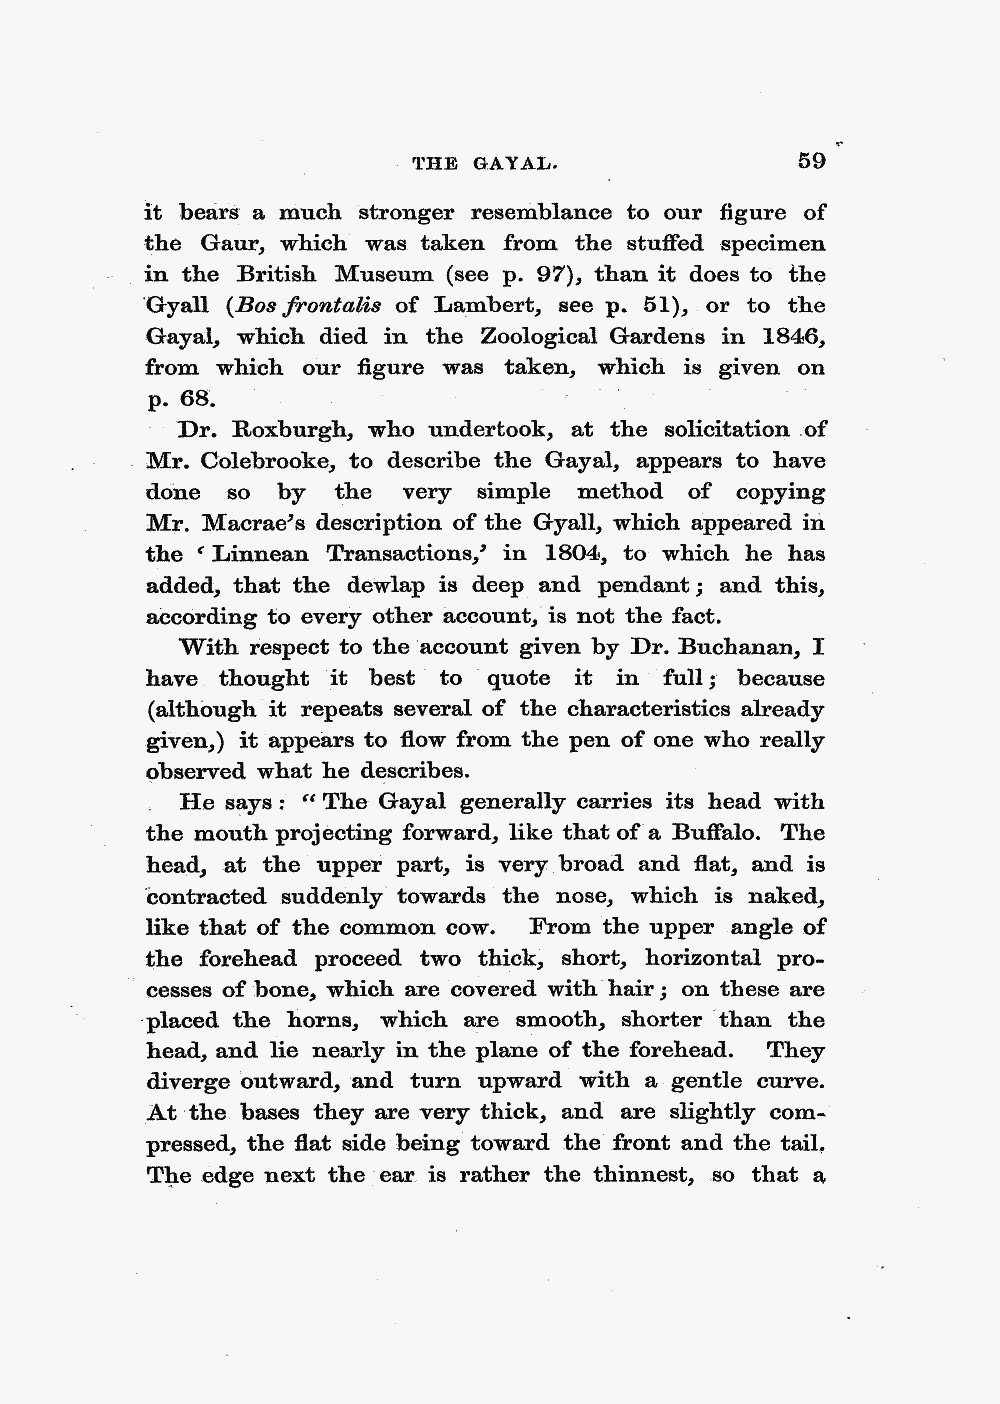 THE GAYAL. 59
it bears a much stronger resemblance to our figure of
the Gaur, which was taken from the stuffed specimen
in the British Museum (see p. 97), than it does to the
Gyall (Bos frontalis of Lambert, see p. 51), or to the
Gayal, which died in the Zoological Gardens in 1846,
from which our figure was taken, which is given on
p. 68.
Dr. Roxburgh, who undertook, at the solicitation of
Mr. Colebrooke, to describe the Gayal, appears to have
done so by the very simple method of copying
Mr. Macrae's description of the Gyall, which appeared in
the ‘Linnean Transactions,’ in 1804, to which he has
added, that the dewlap is deep and pendant; and this,
according to every other account, is not the fact.
With respect to the account given by Dr. Buchanan, I
have thought it best to quote it in full; because
(although it repeats several of the characteristics already
given,) it appears to flow from the pen of one who really
observed what he describes.
He says: “The Gayal generally carries its head with
the mouth projecting forward, like that of a Buffalo. The
head, at the upper part, is very broad and flat, and is
contracted suddenly towards the nose, which is naked,
like that of the common cow. From the upper angle of
the forehead proceed two thick, short, horizontal pro-
cesses of bone, which are covered with hair; on these are
placed the horns, which are smooth, shorter than the
head, and lie nearly in the plane of the forehead. They
diverge outward, and turn upward with a gentle curve.
At the bases they are very thick, and are slightly com-
pressed, the flat side being toward the front and the tail.
The edge next the ear is rather the thinnest, so that a